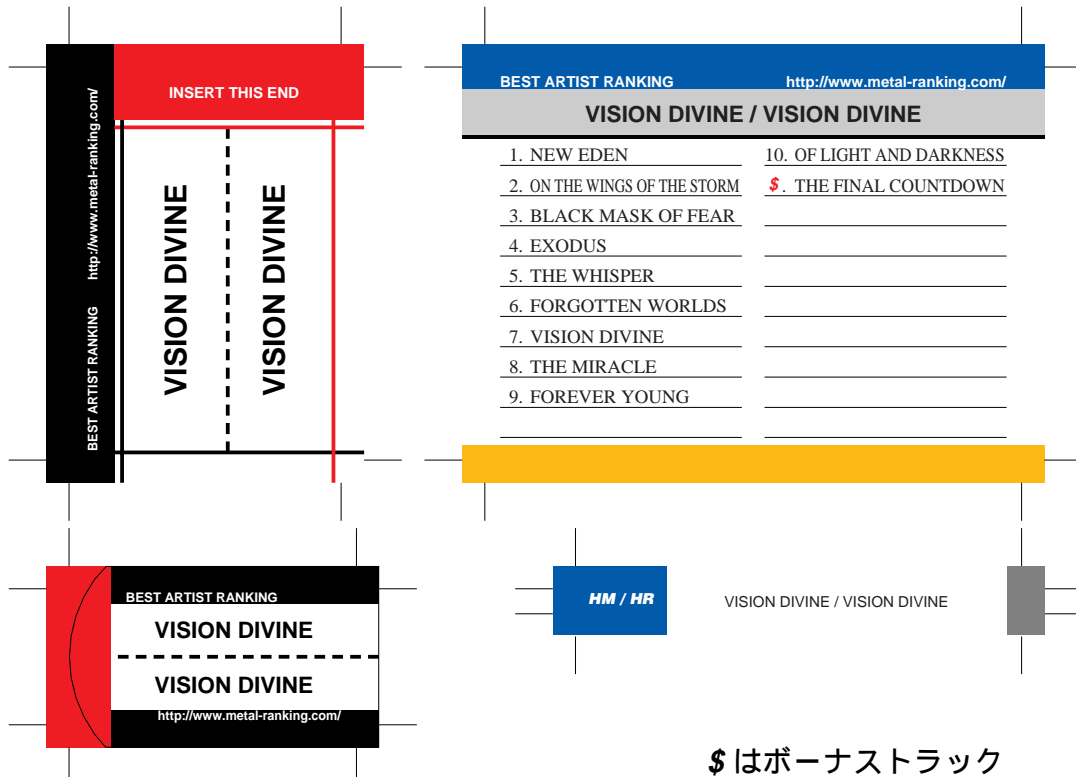 INSERT THIS END
BEST ARTIST RANKING http://www.metal-ranking.com/
VISION DIVINE
VISION DIVINE
BEST ARTIST RANKING http://www.metal-ranking.com/
VISION DIVINE / VISION DIVINE
1. NEW EDEN
2. ON THE WINGS OF THE STORM
3. BLACK MASK OF FEAR
4. EXODUS
5. THE WHISPER
6. FORGOTTEN WORLDS
7. VISION DIVINE
8. THE MIRACLE
9. FOREVER YOUNG
10. OF LIGHT AND DARKNESS
$. THE FINAL COUNTDOWN
BEST ARTIST RANKING
VISION DIVINE
VISION DIVINE
http://www.metal-ranking.com/
HM / HR
VISION DIVINE / VISION DIVINE
$ はボーナストラック